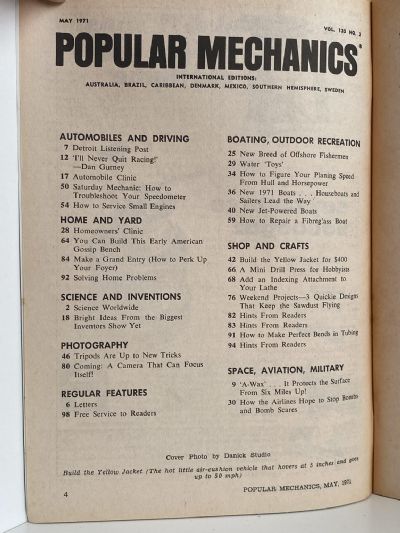 MAY 1971
VOL. 135 NO. 3
POPULAR MECHANICS®
INTERNATIONAL EDITIONS:
AUSTRALIA, BRAZIL, CARIBBEAN, DENMARK, MEXICO, SOUTHERN HEMISPHERE, SWEDEN
AUTOMOBILES AND DRIVING
7 Detroit Listening Post
12 'I'll Never Quit Racing!'
—Dan Gurney
17 Automobile Clinic
50 Saturday Mechanic: How to
Troubleshoot Your Speedometer
54 How to Service Small Engines
HOME AND YARD
28 Homeowners' Clinic
64 You Can Build This Early American
Gossip Bench
84 Make a Grand Entry (How to Perk Up
Your Foyer)
92 Solving Home Problems
SCIENCE AND INVENTIONS
2 Science Worldwide
18 Bright Ideas From the Biggest
Inventors Show Yet
PHOTOGRAPHY
46 Tripods Are Up to New Tricks
80 Coming: A Camera That Can Focus
Itself!
REGULAR FEATURES
6 Letters
98 Free Service to Readers
BOATING, OUTDOOR RECREATION
25 New Breed of Offshore Fishermen
29 Water 'Toys'
34 How to Figure Your Planing Speed
From Hull and Horsepower
36 New 1971 Boats . . . Houseboats and
Sailers Lead the Way
40 New Jet-Powered Boats
59 How to Repair a Fibreglass Boat
SHOP AND CRAFTS
42 Build the Yellow Jacket for $400
66 A Mini Drill Press for Hobbyists
68 Add an Indexing Attachment to
Your Lathe
76 Weekend Projects—3 Quickie Designs
That Keep the Sawdust Flying
82 Hints From Readers
83 Hints From Readers
91 How to Make Perfect Bends in Tubing
94 Hints From Readers
SPACE, AVIATION, MILITARY
9 'A-Wax' . . . It Protects the Surface
From Six Miles Up!
30 How the Airlines Hope to Stop Bombs
and Bomb Scares
Cover Photo by Danick Studio
Build the Yellow Jacket (The hot little air-cushion vehicle that hovers at 5 inches and goes
up to 50 mph)
4
POPULAR MECHANICS, MAY, 1971